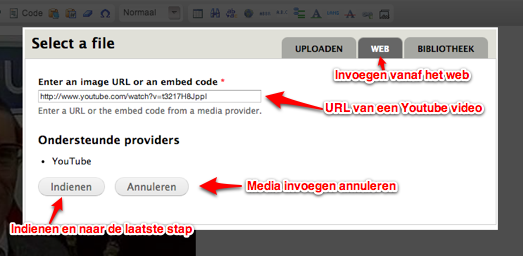 Code
Normaal
Select a file
UPLOADEN
WEB
BIBLIOTHEEK
Invoegen vanaf het web
Enter an image URL or an embed code *
http://www.youtube.com/watch?v=t3217H8JppI
URL van een Youtube video
Enter a URL or the embed code from a media provider.
Ondersteunde providers
• YouTube
Indienen
Annuleren
Media invoegen annuleren
Indienen en naar de laatste stap